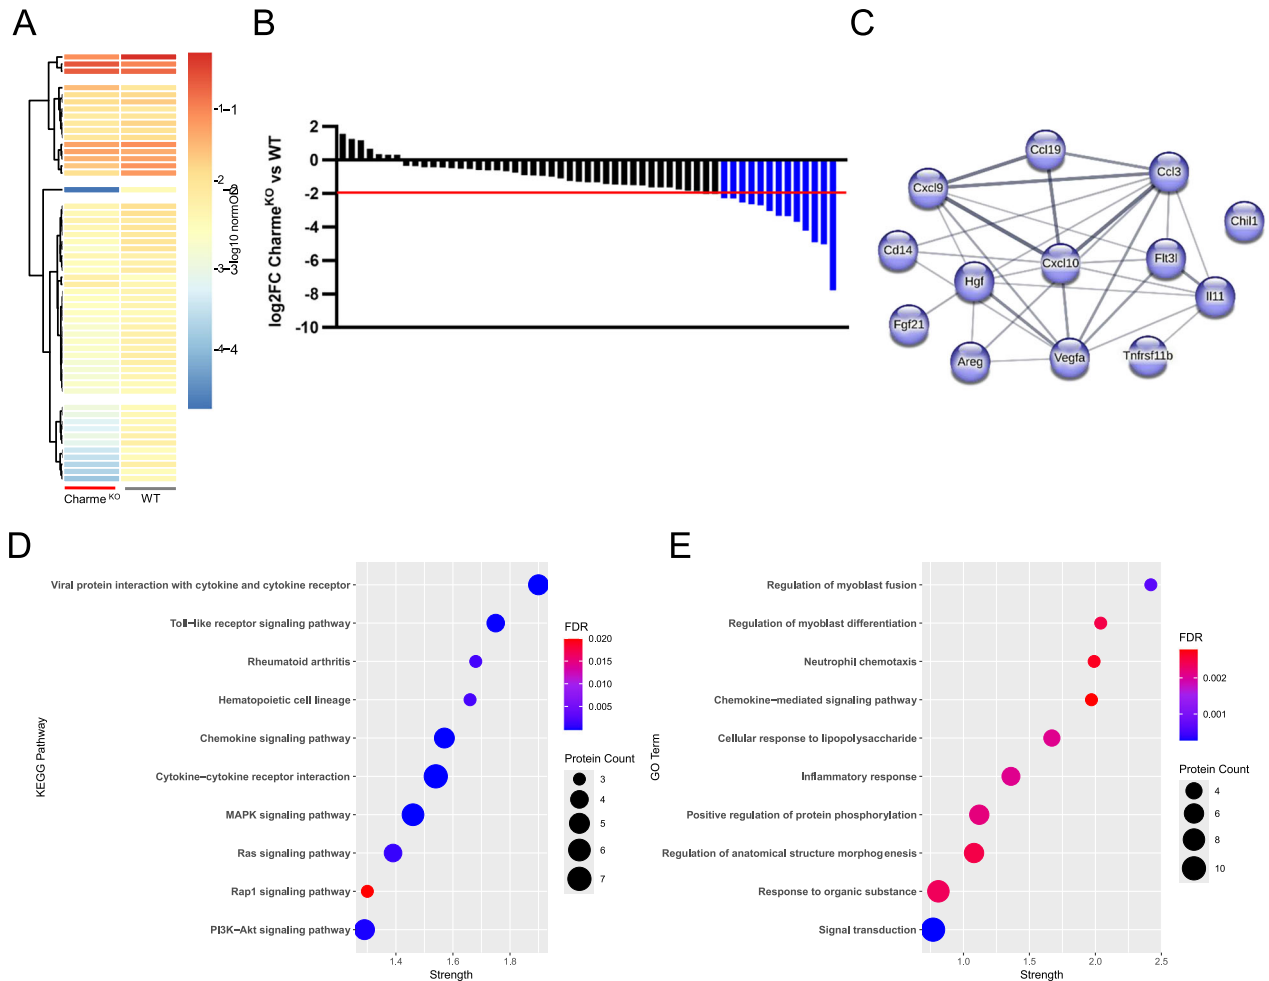 A
-1–1
-2–2
-log10 normOD
-3–3
-4–4
Charme KO
WT
B
log2FC CharmeKO vs WT
2
0
-2
-4
-6
-8
-10
C
Ccl19
Ccl3
Cxcl9
Chil1
Cd14
Cxcl10
Flt3l
Hgf
Il11
Fgf21
Areg
Vegfa
Tnfrsf11b
D
KEGG Pathway
Viral protein interaction with cytokine and cytokine receptor
Toll−like receptor signaling pathway
Rheumatoid arthritis
Hematopoietic cell lineage
Chemokine signaling pathway
Cytokine−cytokine receptor interaction
MAPK signaling pathway
Ras signaling pathway
Rap1 signaling pathway
PI3K−Akt signaling pathway
1.4
1.6
1.8
Strength
FDR
0.020
0.015
0.010
0.005
Protein Count
3
4
5
6
7
E
GO Term
Regulation of myoblast fusion
Regulation of myoblast differentiation
Neutrophil chemotaxis
Chemokine−mediated signaling pathway
Cellular response to lipopolysaccharide
Inflammatory response
Positive regulation of protein phosphorylation
Regulation of anatomical structure morphogenesis
Response to organic substance
Signal transduction
1.0
1.5
2.0
2.5
Strength
FDR
0.002
0.001
Protein Count
4
6
8
10